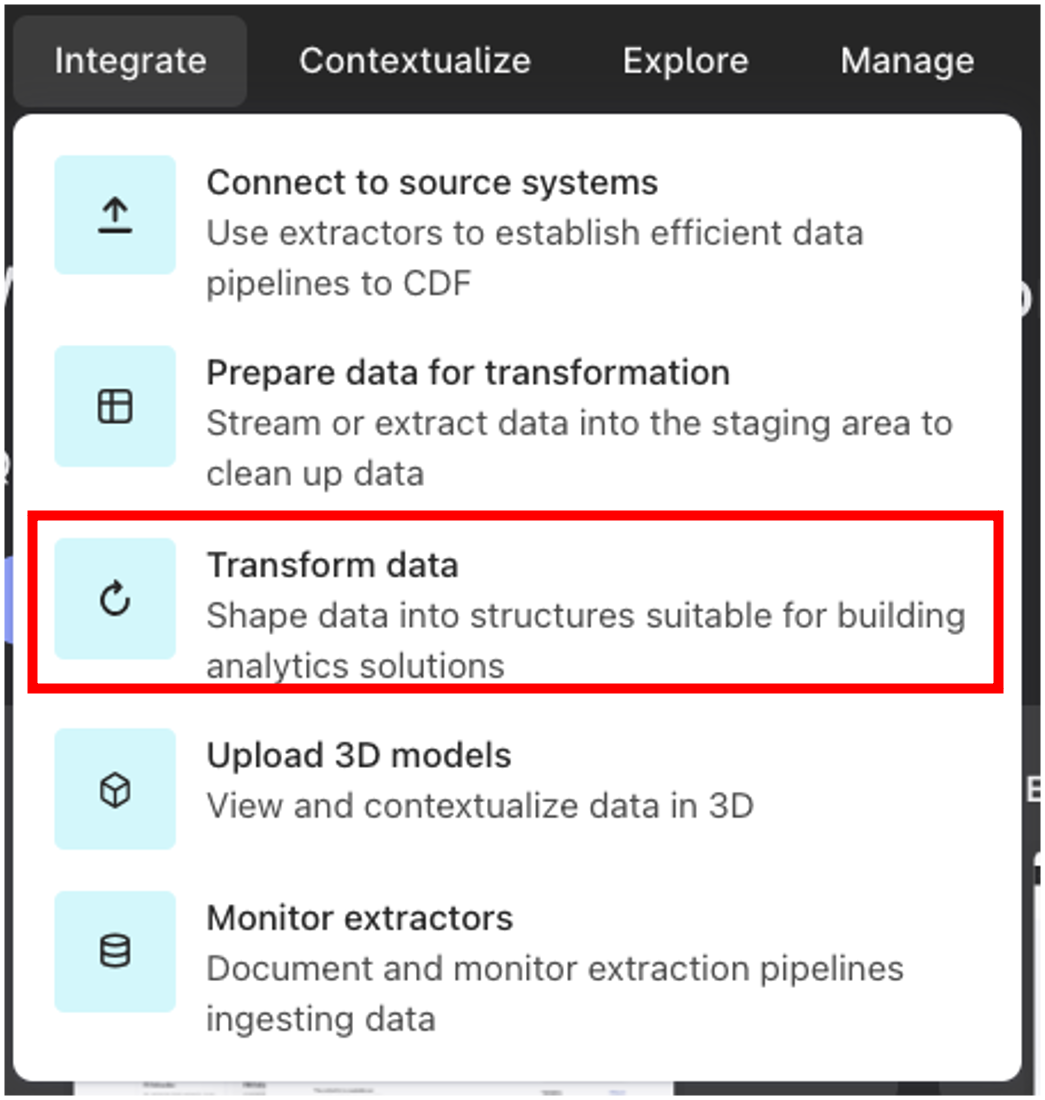 Integrate Contextualize Explore Manage
Connect to source systems
Use extractors to establish efficient data
pipelines to CDF
Prepare data for transformation
Stream or extract data into the staging area to
clean up data
Transform data
Shape data into structures suitable for building
analytics solutions
Upload 3D models
View and contextualize data in 3D
Monitor extractors
Document and monitor extraction pipelines
ingesting data